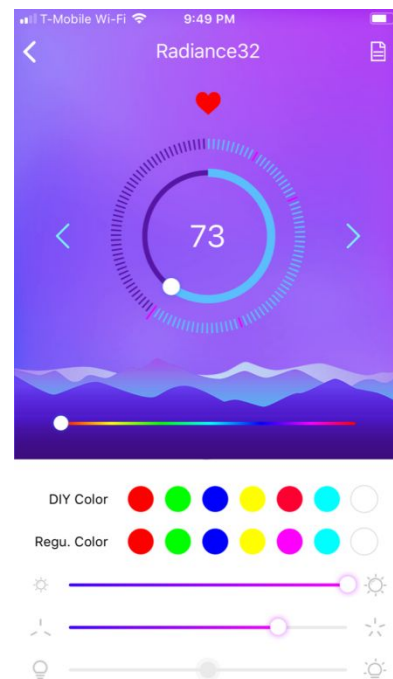 T-Mobile Wi-Fi 9:49 PM
Radiance32
73
DIY Color
Regu. Color